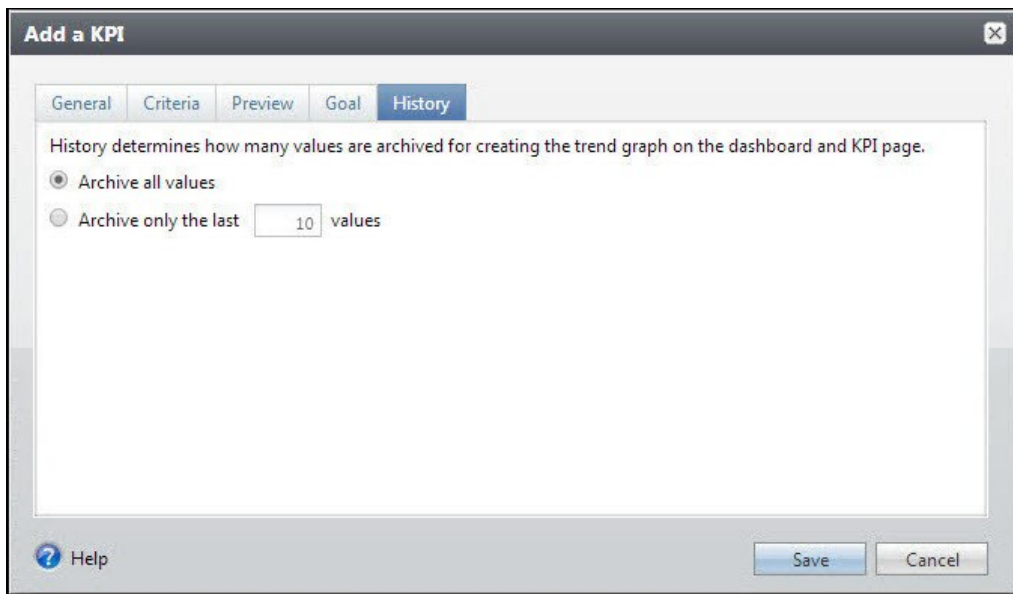 Add a KPI
General Criteria Preview Goal History
History determines how many values are archived for creating the trend graph on the dashboard and KPI page.
Archive all values
Archive only the last 10 values
Help Save Cancel